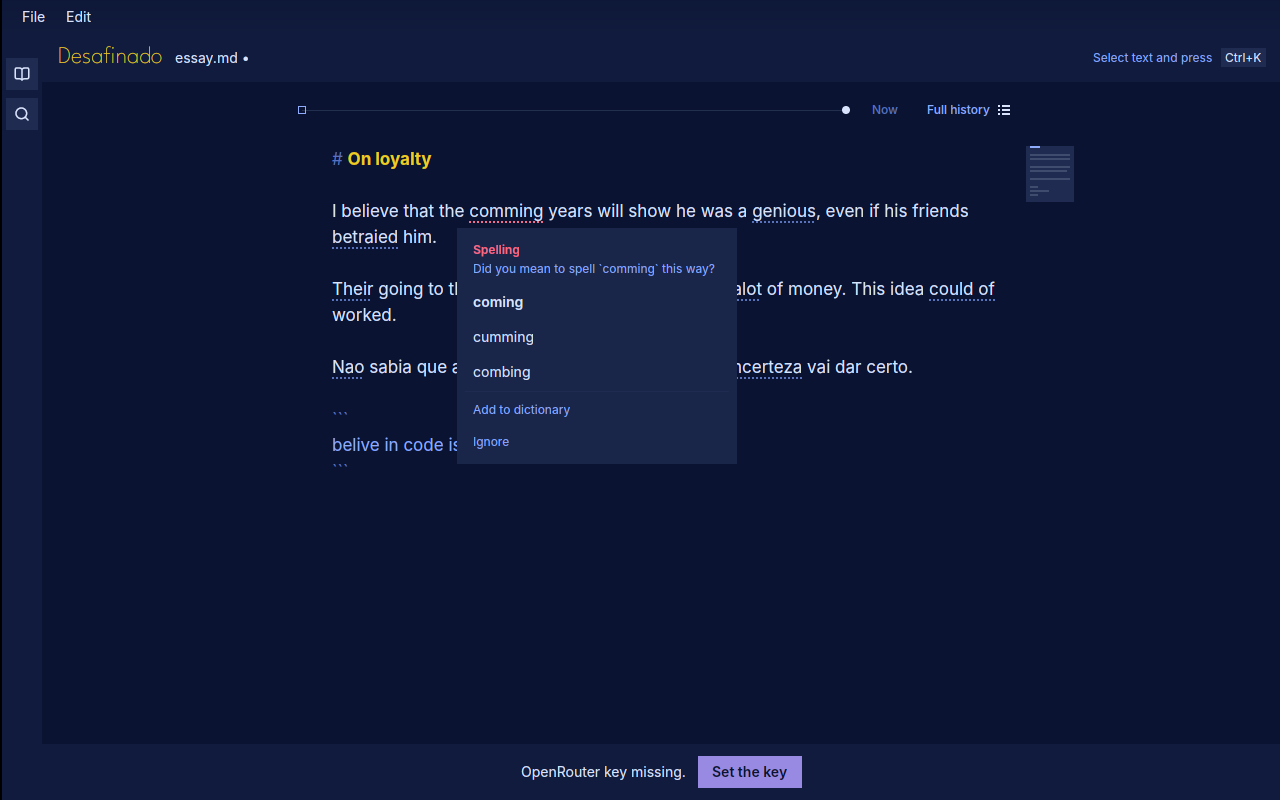 File Edit
Desafinado essay.md •
Select text and press Ctrl+K
Now Full history
# On loyalty
I believe that the comming years will show he was a genious, even if his friends
betraied him.
Spelling
Did you mean to spell `comming` this way?
coming
cumming
combing
Add to dictionary
Ignore
Their going to alot of money. This idea could of
worked.
Nao sabia que vai dar certo.
```
belive in code
```
OpenRouter key missing. Set the key